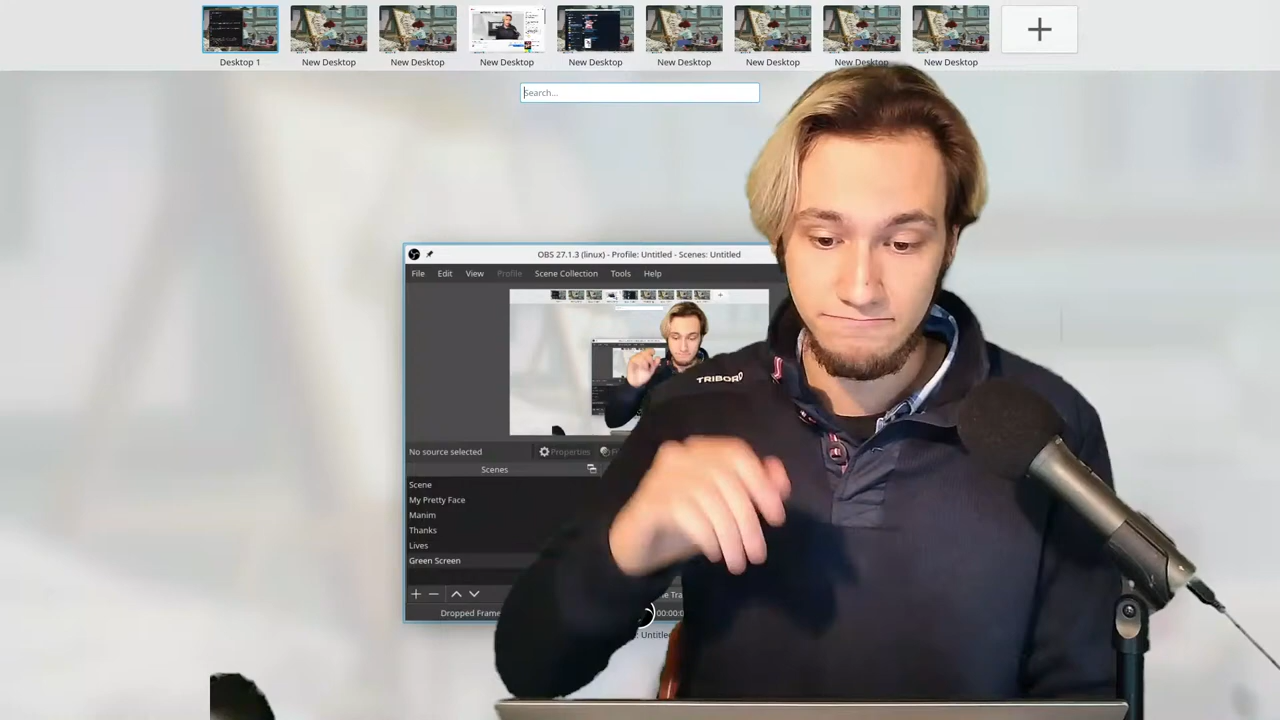 Desktop 1
New Desktop
New Desktop
New Desktop
New Desktop
New Desktop
New Desktop
New Desktop
New Desktop
Search...
OBS 27.1.3 (linux) - Profile: Untitled - Scenes: Untitled
File Edit View Profile Scene Collection Tools Help
TRIBORD
No source selected
Properties
Scenes
Scene
My Pretty Face
Manim
Thanks
Lives
Green Screen
Dropped Frame
: Untitled